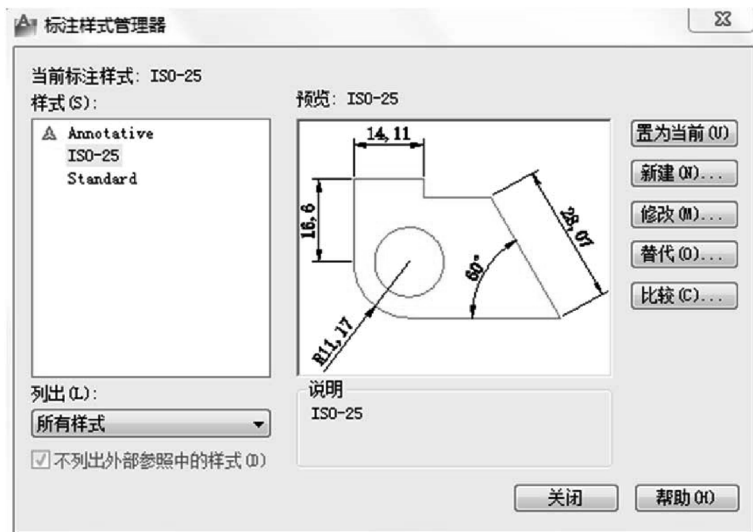 标注样式管理器
当前标注样式: ISO-25
样式(S):
Annotative
ISO-25
Standard
预览: ISO-25
14,11
16,6
28,07
60°
R11,17
置为当前(U)
新建(N)...
修改(M)...
替代(O)...
比较(C)...
列出(L):
所有样式
不列出外部参照中的样式(D)
说明
ISO-25
关闭
帮助(H)